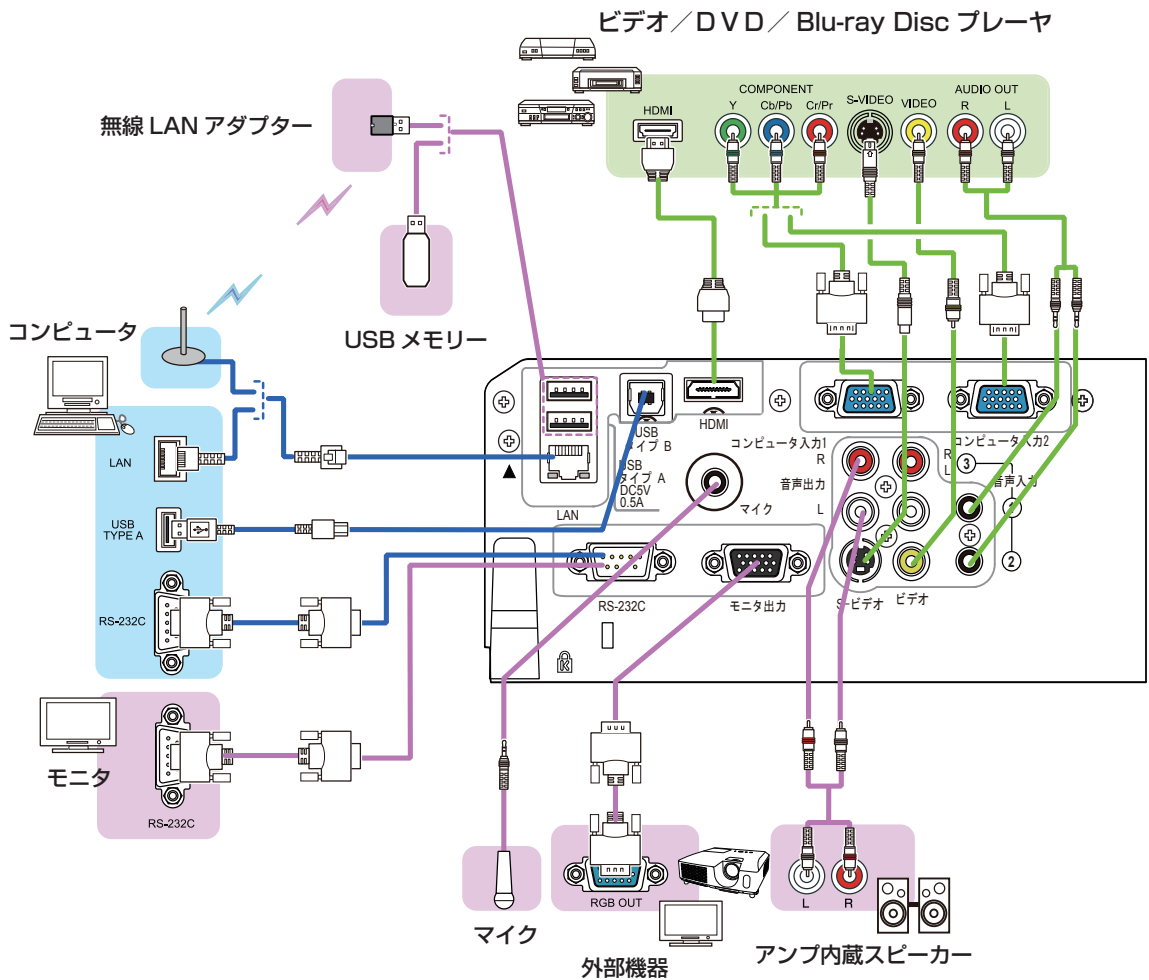 ビデオ／ＤＶＤ／ Blu-ray Disc プレーヤ
COMPONENT
AUDIO OUT
HDMI
Y
Cb/Pb
Cr/Pr
S-VIDEO
VIDEO
R
L
無線 LAN アダプター
USB メモリー
コンピュータ
LAN
USB
TYPE A
RS-232C
モニタ
RS-232C
▲
USB
タイプ B
HDMI
USB
タイプ A
DC5V
0.5A
LAN
コンピュータ入力1
コンピュータ入力2
R
音声出力
L
マイク
R
L
③
音声入力
②
RS-232C
モニタ出力
S-ビデオ
ビデオ
K
マイク
RGB OUT
外部機器
L
R
アンプ内蔵スピーカー